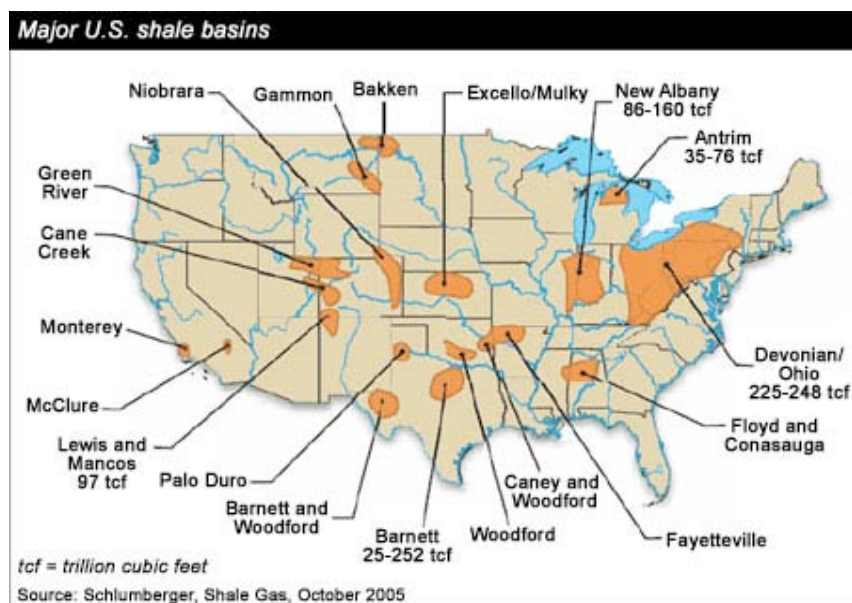 Major U.S. shale basins
Niobrara
Gammon
Bakken
Excello/Mulky
New Albany
86-160 tcf
Antrim
35-76 tcf
Green
River
Cane
Creek
Monterey
McClure
Lewis and
Mancos
97 tcf
Palo Duro
Barnett and
Woodford
Barnett
25-252 tcf
Woodford
Caney and
Woodford
Fayetteville
Floyd and
Conasauga
Devonian/
Ohio
225-248 tcf
tcf = trillion cubic feet
Source: Schlumberger, Shale Gas, October 2005